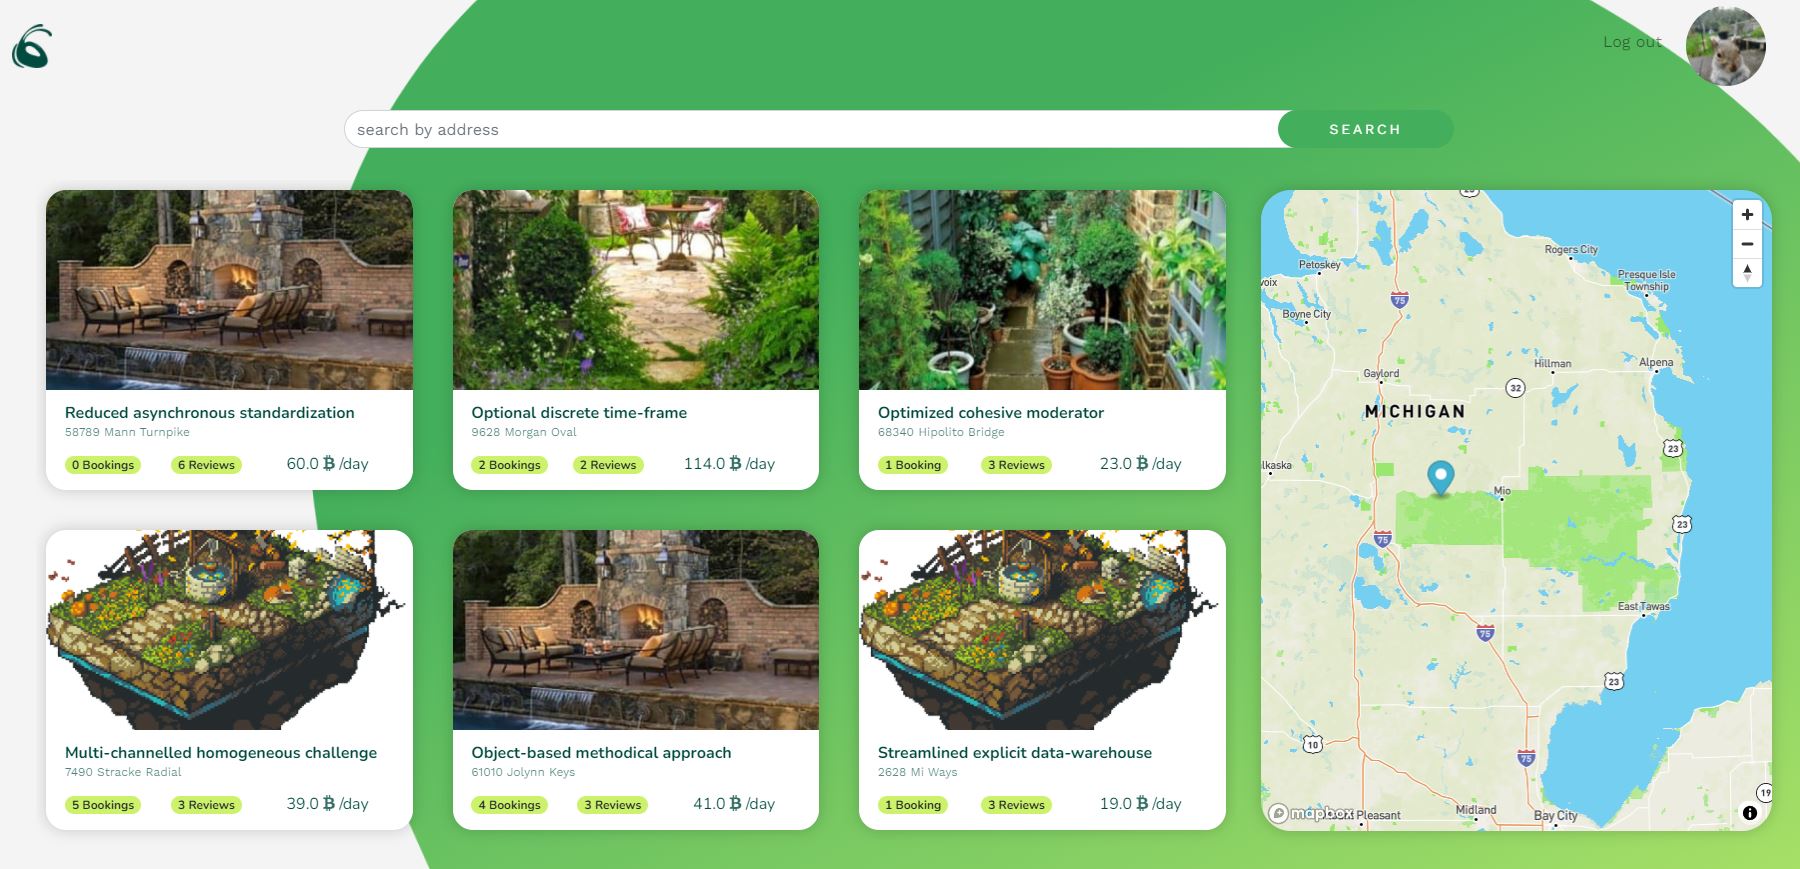 Log out
search by address
SEARCH
Reduced asynchronous standardization
58789 Mann Turnpike
0 Bookings
6 Reviews
60.0 ₿ /day
Optional discrete time-frame
9628 Morgan Oval
2 Bookings
2 Reviews
114.0 ₿ /day
Optimized cohesive moderator
68340 Hipolito Bridge
1 Booking
3 Reviews
23.0 ₿ /day
Multi-channelled homogeneous challenge
7490 Stracke Radial
5 Bookings
3 Reviews
39.0 ₿ /day
Object-based methodical approach
61010 Jolynn Keys
4 Bookings
3 Reviews
41.0 ₿ /day
Streamlined explicit data-warehouse
2628 Mi Ways
1 Booking
3 Reviews
19.0 ₿ /day
23
Rogers City
Petoskey
Presque Isle
Township
voix
75
Boyne City
Hillman
Alpena
Gaylord
32
MICHIGAN
23
lkaska
Mio
23
75
East Tawas
75
23
10
75
19
mapbox
Pleasant
Midland
Bay City